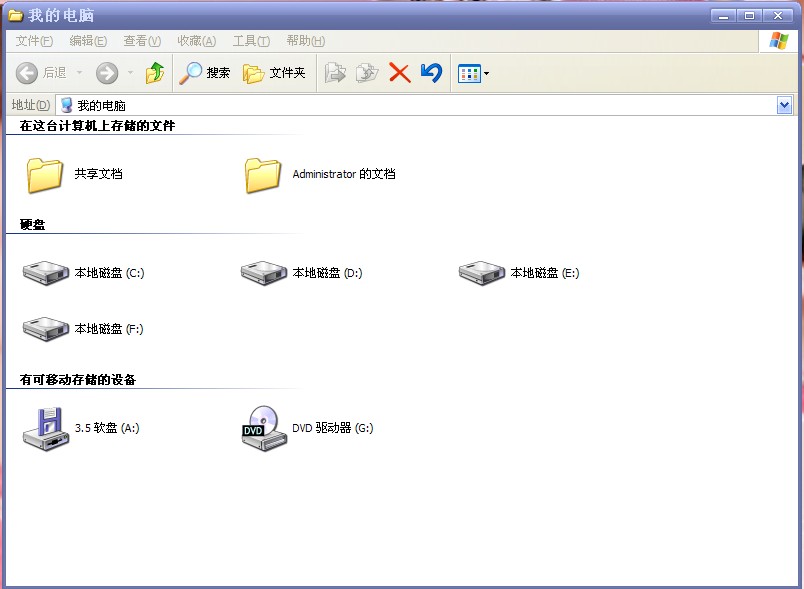 我的电脑
文件(F) 编辑(E) 查看(V) 收藏(A) 工具(T) 帮助(H)
后退 搜索 文件夹
地址(D) 我的电脑
在这台计算机上存储的文件
共享文档 Administrator 的文档
硬盘
本地磁盘 (C:) 本地磁盘 (D:) 本地磁盘 (E:)
本地磁盘 (F:)
有可移动存储的设备
3.5 软盘 (A:) DVD DVD 驱动器 (G:)